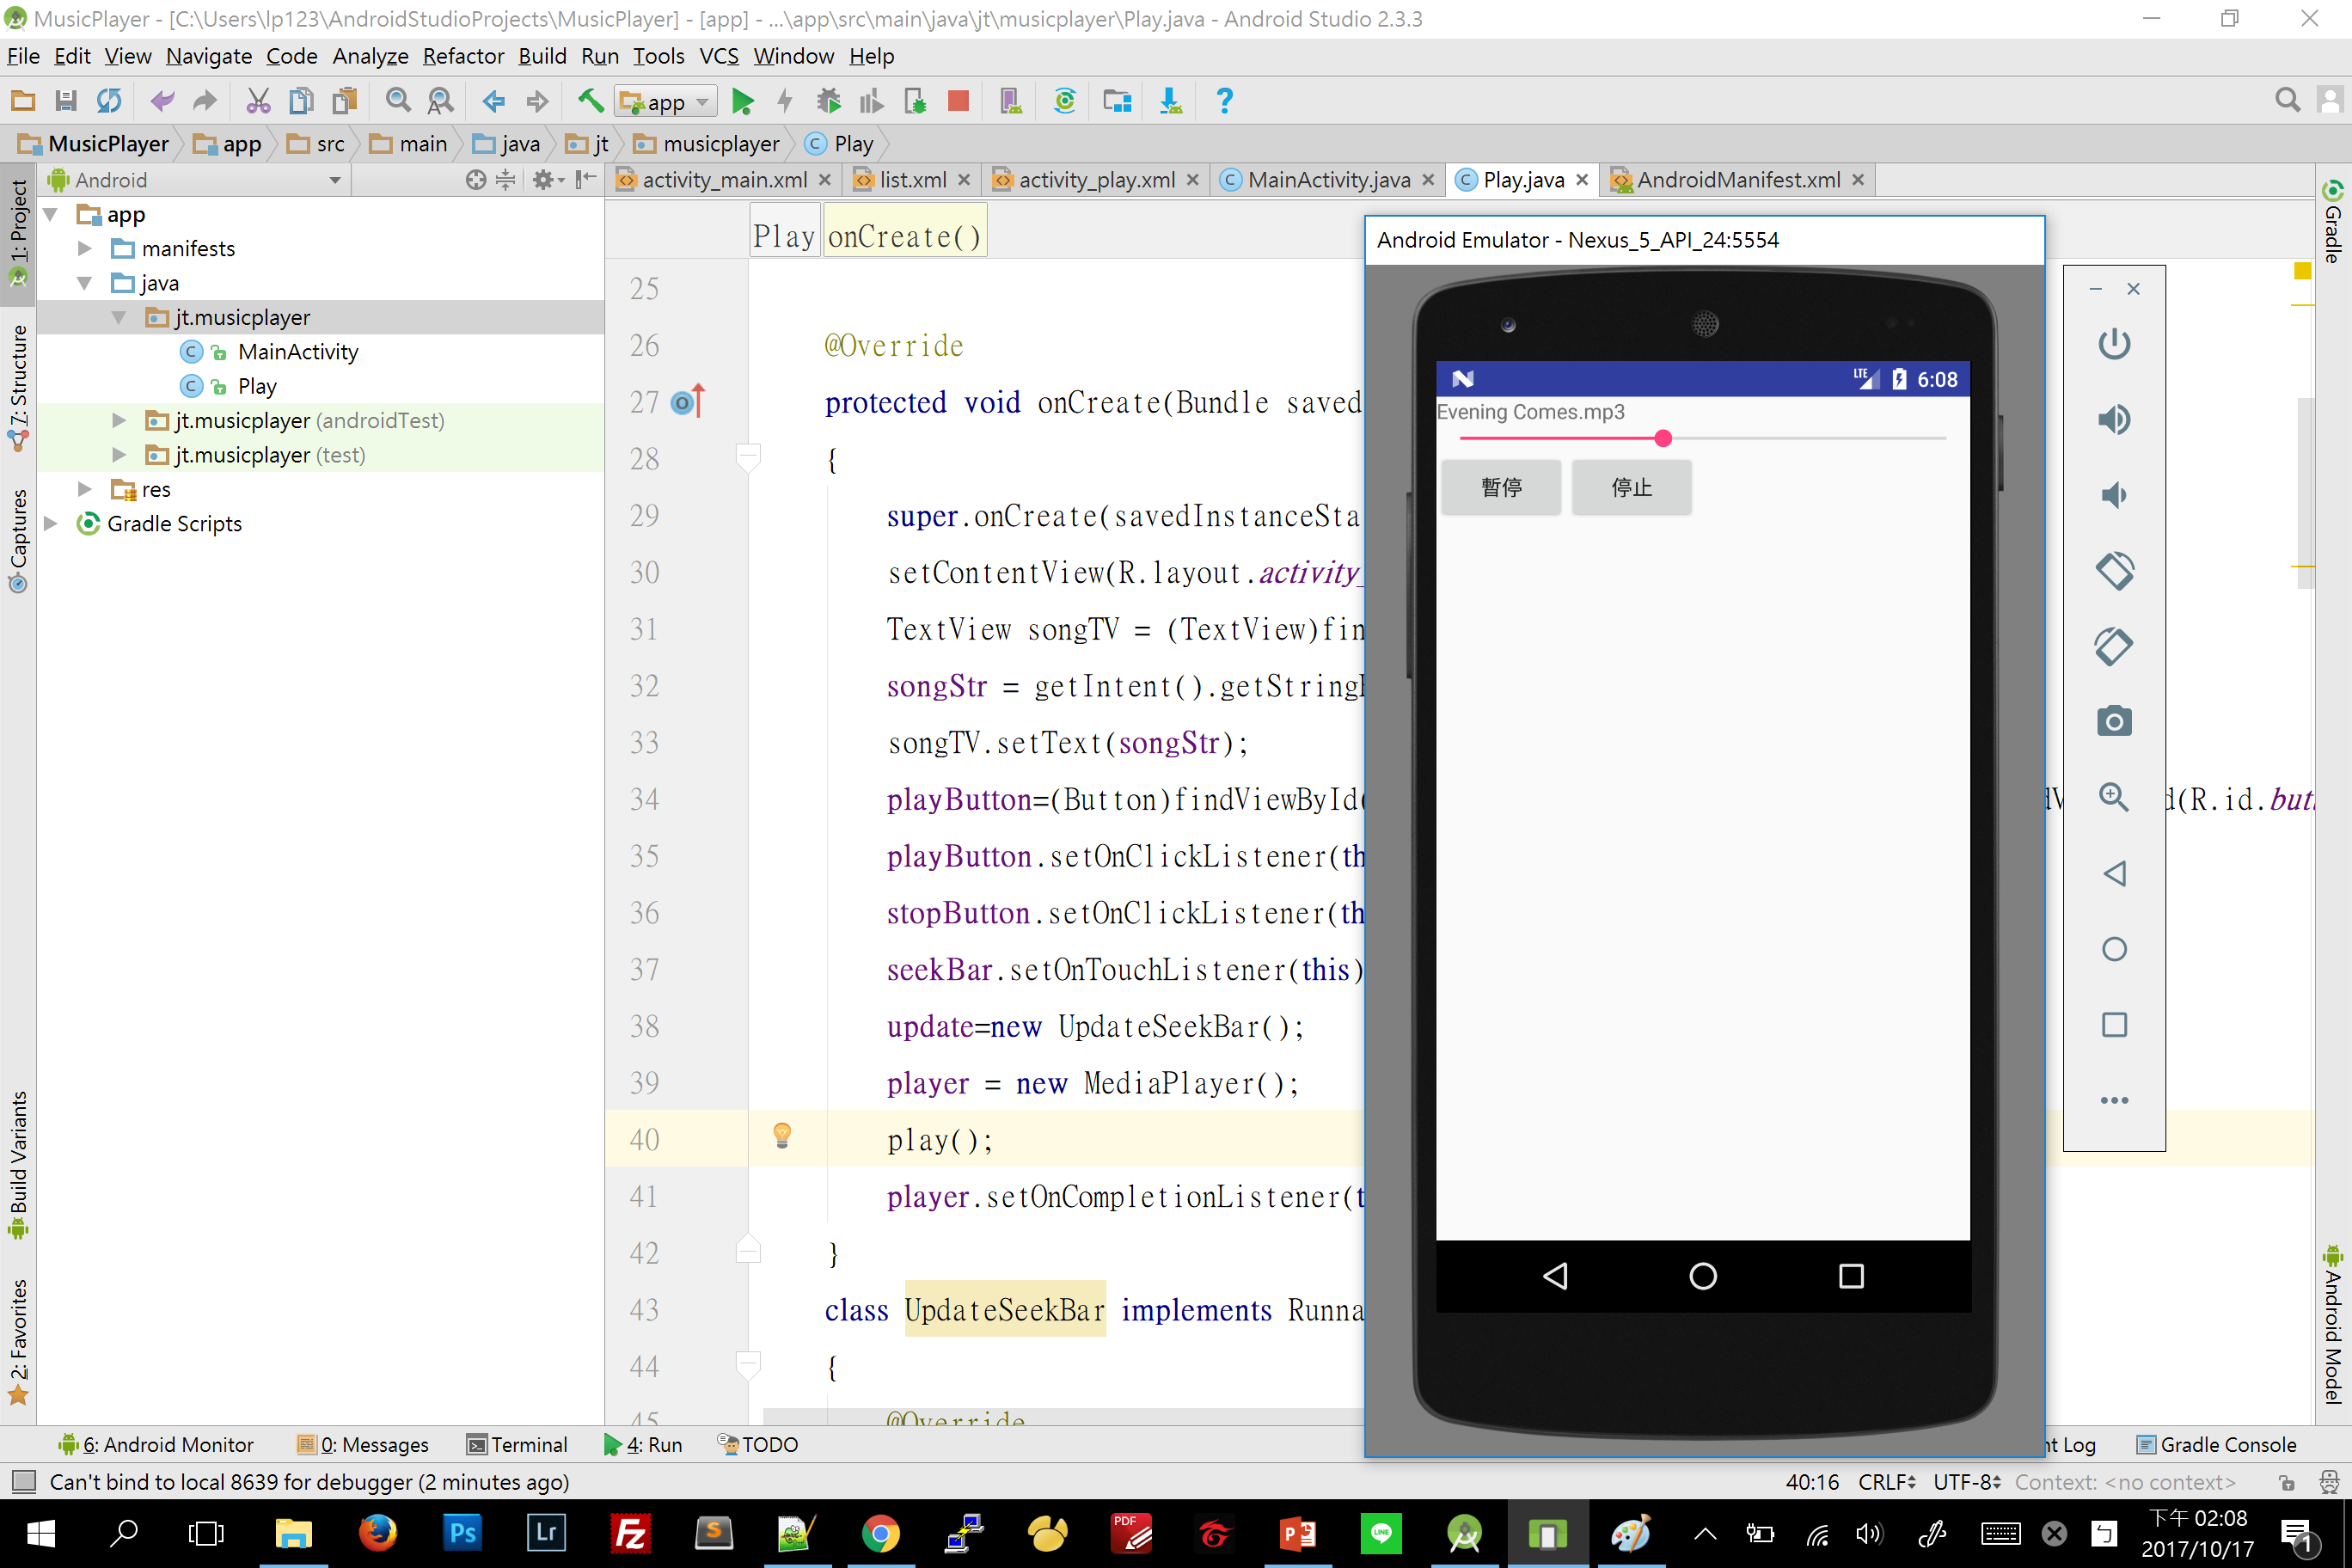 MusicPlayer - [C:\Users\lp123\AndroidStudioProjects\MusicPlayer] - [app] - ...\app\src\main\java\jt\musicplayer\Play.java - Android Studio 2.3.3
File Edit View Navigate Code Analyze Refactor Build Run Tools VCS Window Help
app
MusicPlayer app src main java jt musicplayer Play
Android
activity_main.xml list.xml activity_play.xml MainActivity.java Play.java AndroidManifest.xml
1: Project
7: Structure
Captures
Build Variants
2: Favorites
app
manifests
java
jt.musicplayer
MainActivity
Play
jt.musicplayer (androidTest)
jt.musicplayer (test)
res
Gradle Scripts
Play onCreate()
25
26 @Override
27 protected void onCreate(Bundle saved
28 {
29 super.onCreate(savedInstanceSta
30 setContentView(R.layout.activity_
31 TextView songTV = (TextView)fin
32 songStr = getIntent().getString
33 songTV.setText(songStr);
34 playButton=(Button)findViewById( d(R.id.but
35 playButton.setOnClickListener(th
36 stopButton.setOnClickListener(th
37 seekBar.setOnTouchListener(this)
38 update=new UpdateSeekBar();
39 player = new MediaPlayer();
40 play();
41 player.setOnCompletionListener(t
42 }
43 class UpdateSeekBar implements Runna
44 {
45 @Override
Android Emulator - Nexus_5_API_24:5554
LTE 6:08
Evening Comes.mp3
暫停 停止
Gradle
Android Model
6: Android Monitor 0: Messages Terminal 4: Run TODO nt Log Gradle Console
Can't bind to local 8639 for debugger (2 minutes ago) 40:16 CRLF UTF-8 Context: <no context>
Ps Lr Fz S PDF P LINE ㄅ
下午 02:08
2017/10/17
1